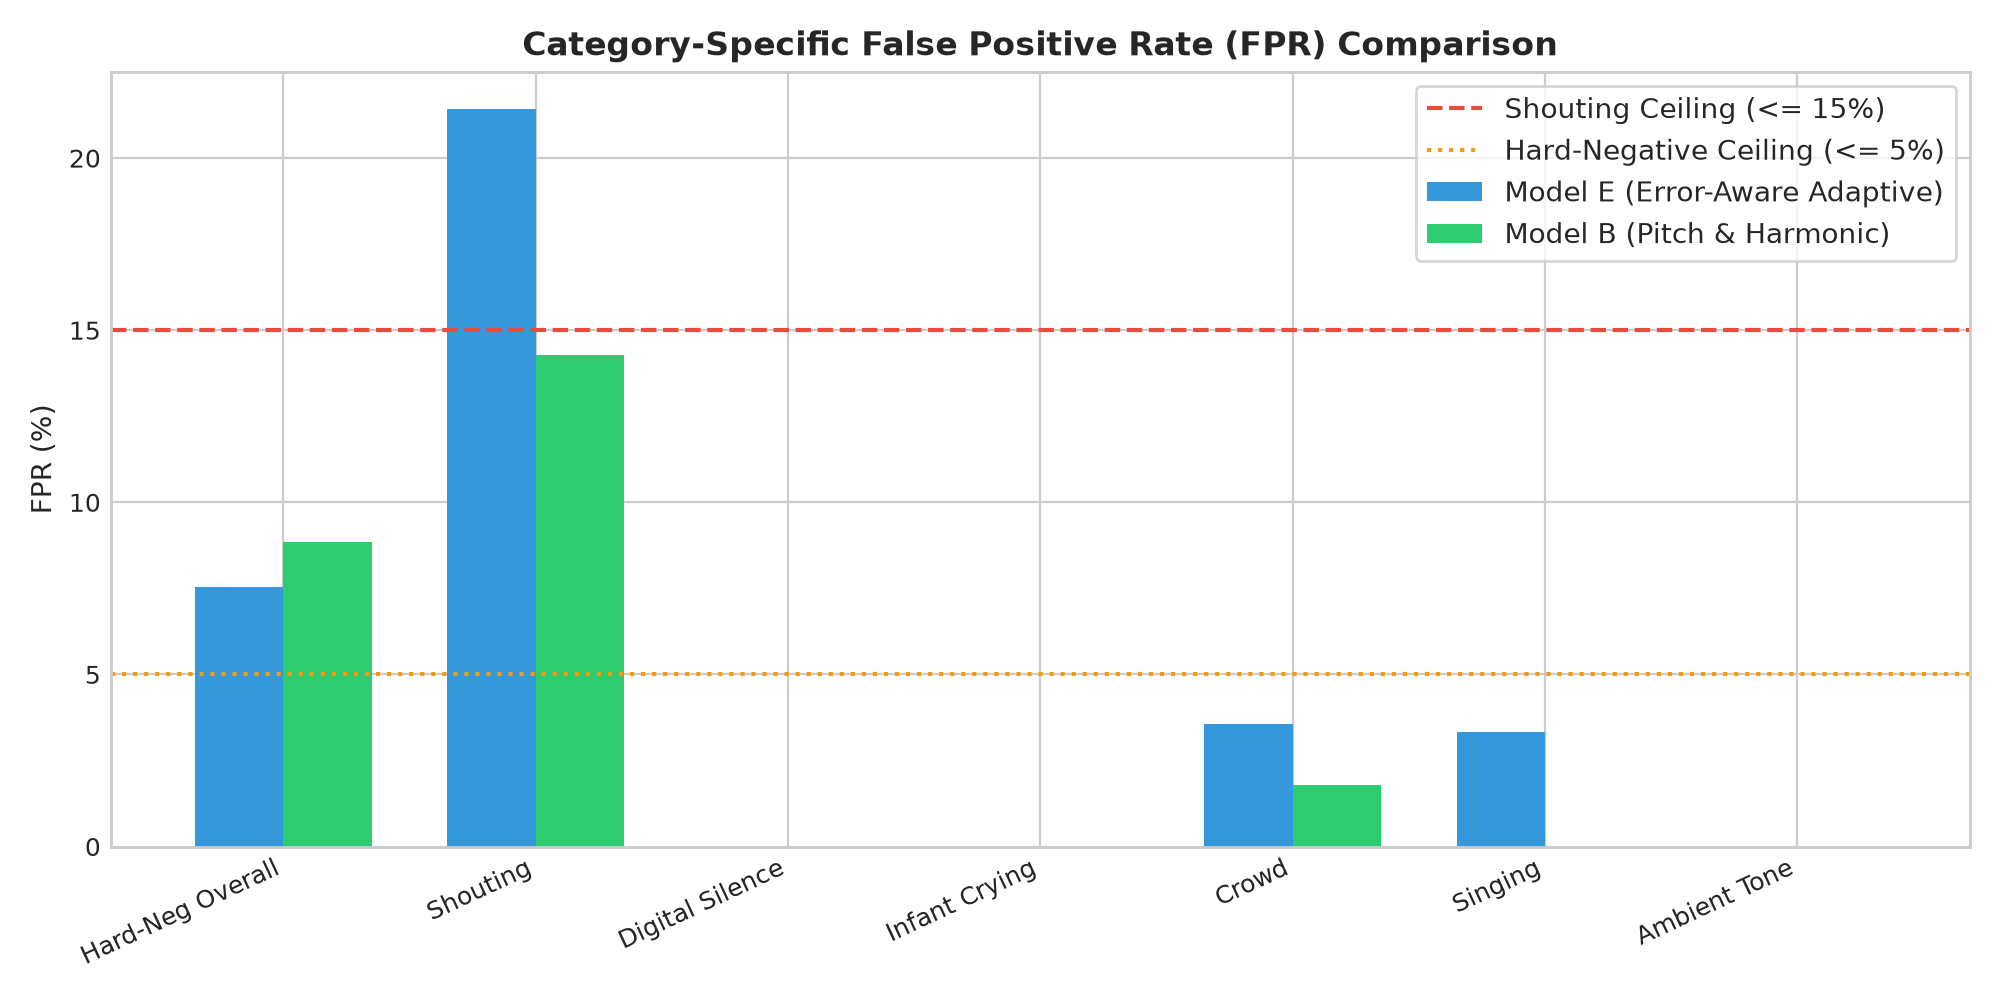 Category-Specific False Positive Rate (FPR) Comparison
Shouting Ceiling (<= 15%)
Hard-Negative Ceiling (<= 5%)
Model E (Error-Aware Adaptive)
Model B (Pitch & Harmonic)
FPR (%)
20
15
10
5
0
Hard-Neg Overall
Shouting
Digital Silence
Infant Crying
Crowd
Singing
Ambient Tone